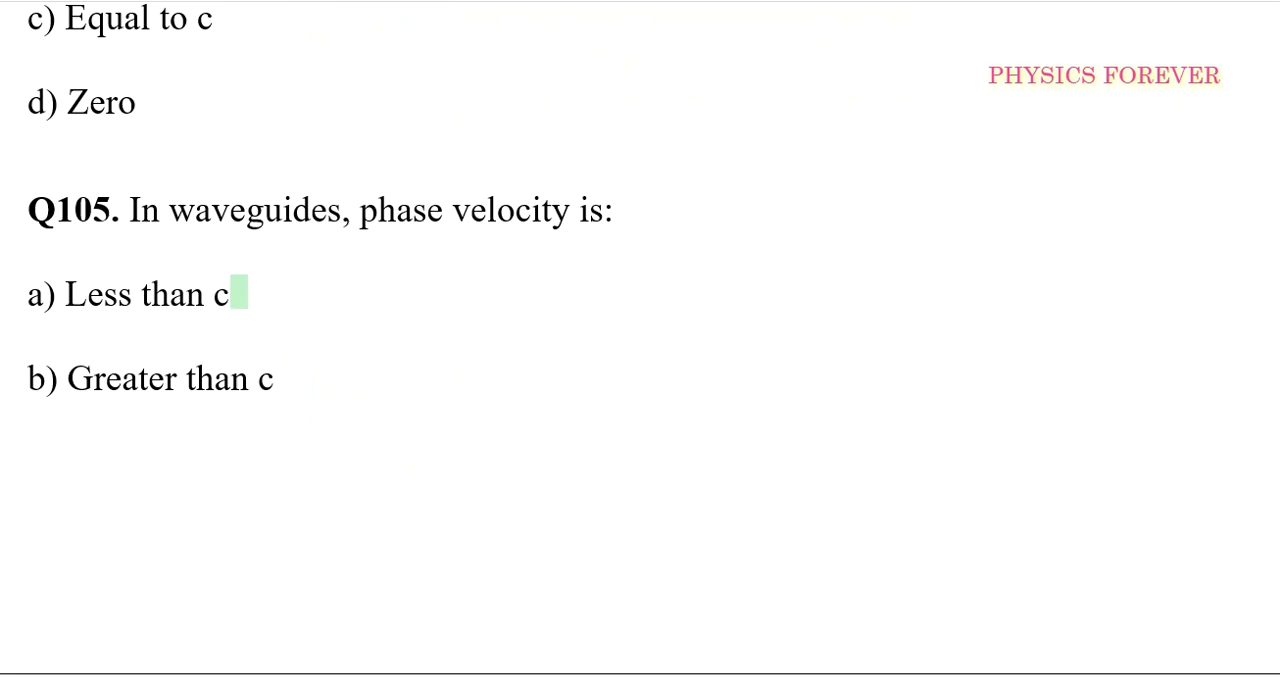 c) Equal to c
PHYSICS FOREVER
d) Zero
Q105. In waveguides, phase velocity is:
a) Less than c
b) Greater than c